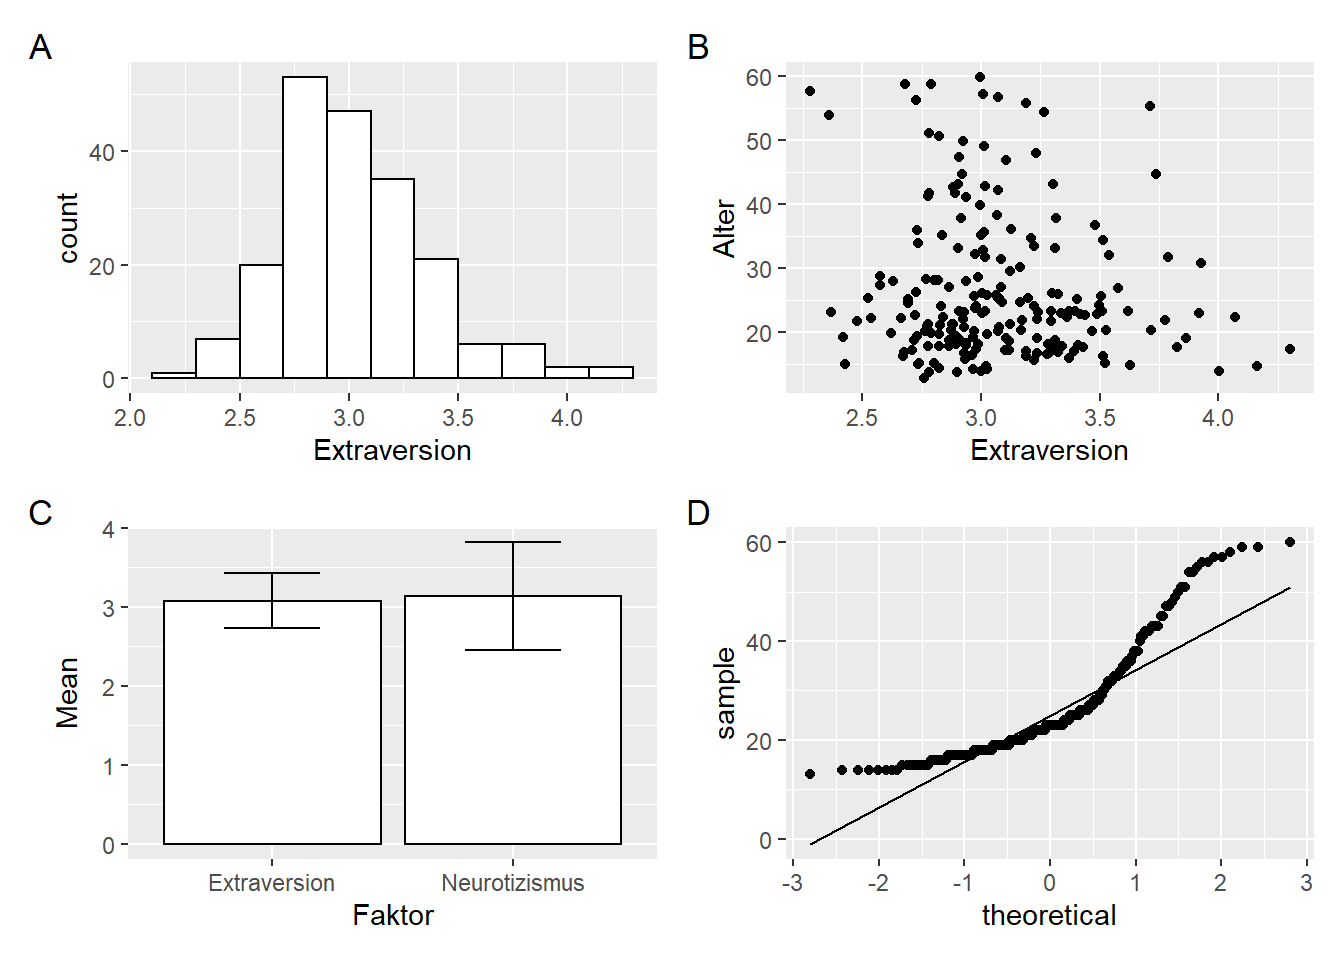 A
count
0
20
40
2.0 2.5 3.0 3.5 4.0
Extraversion
B
Alter
60
50
40
30
20
2.5 3.0 3.5 4.0
Extraversion
C
Mean
4
3
2
1
0
Extraversion Neurotizismus
Faktor
D
sample
60
40
20
0
-3 -2 -1 0 1 2 3
theoretical